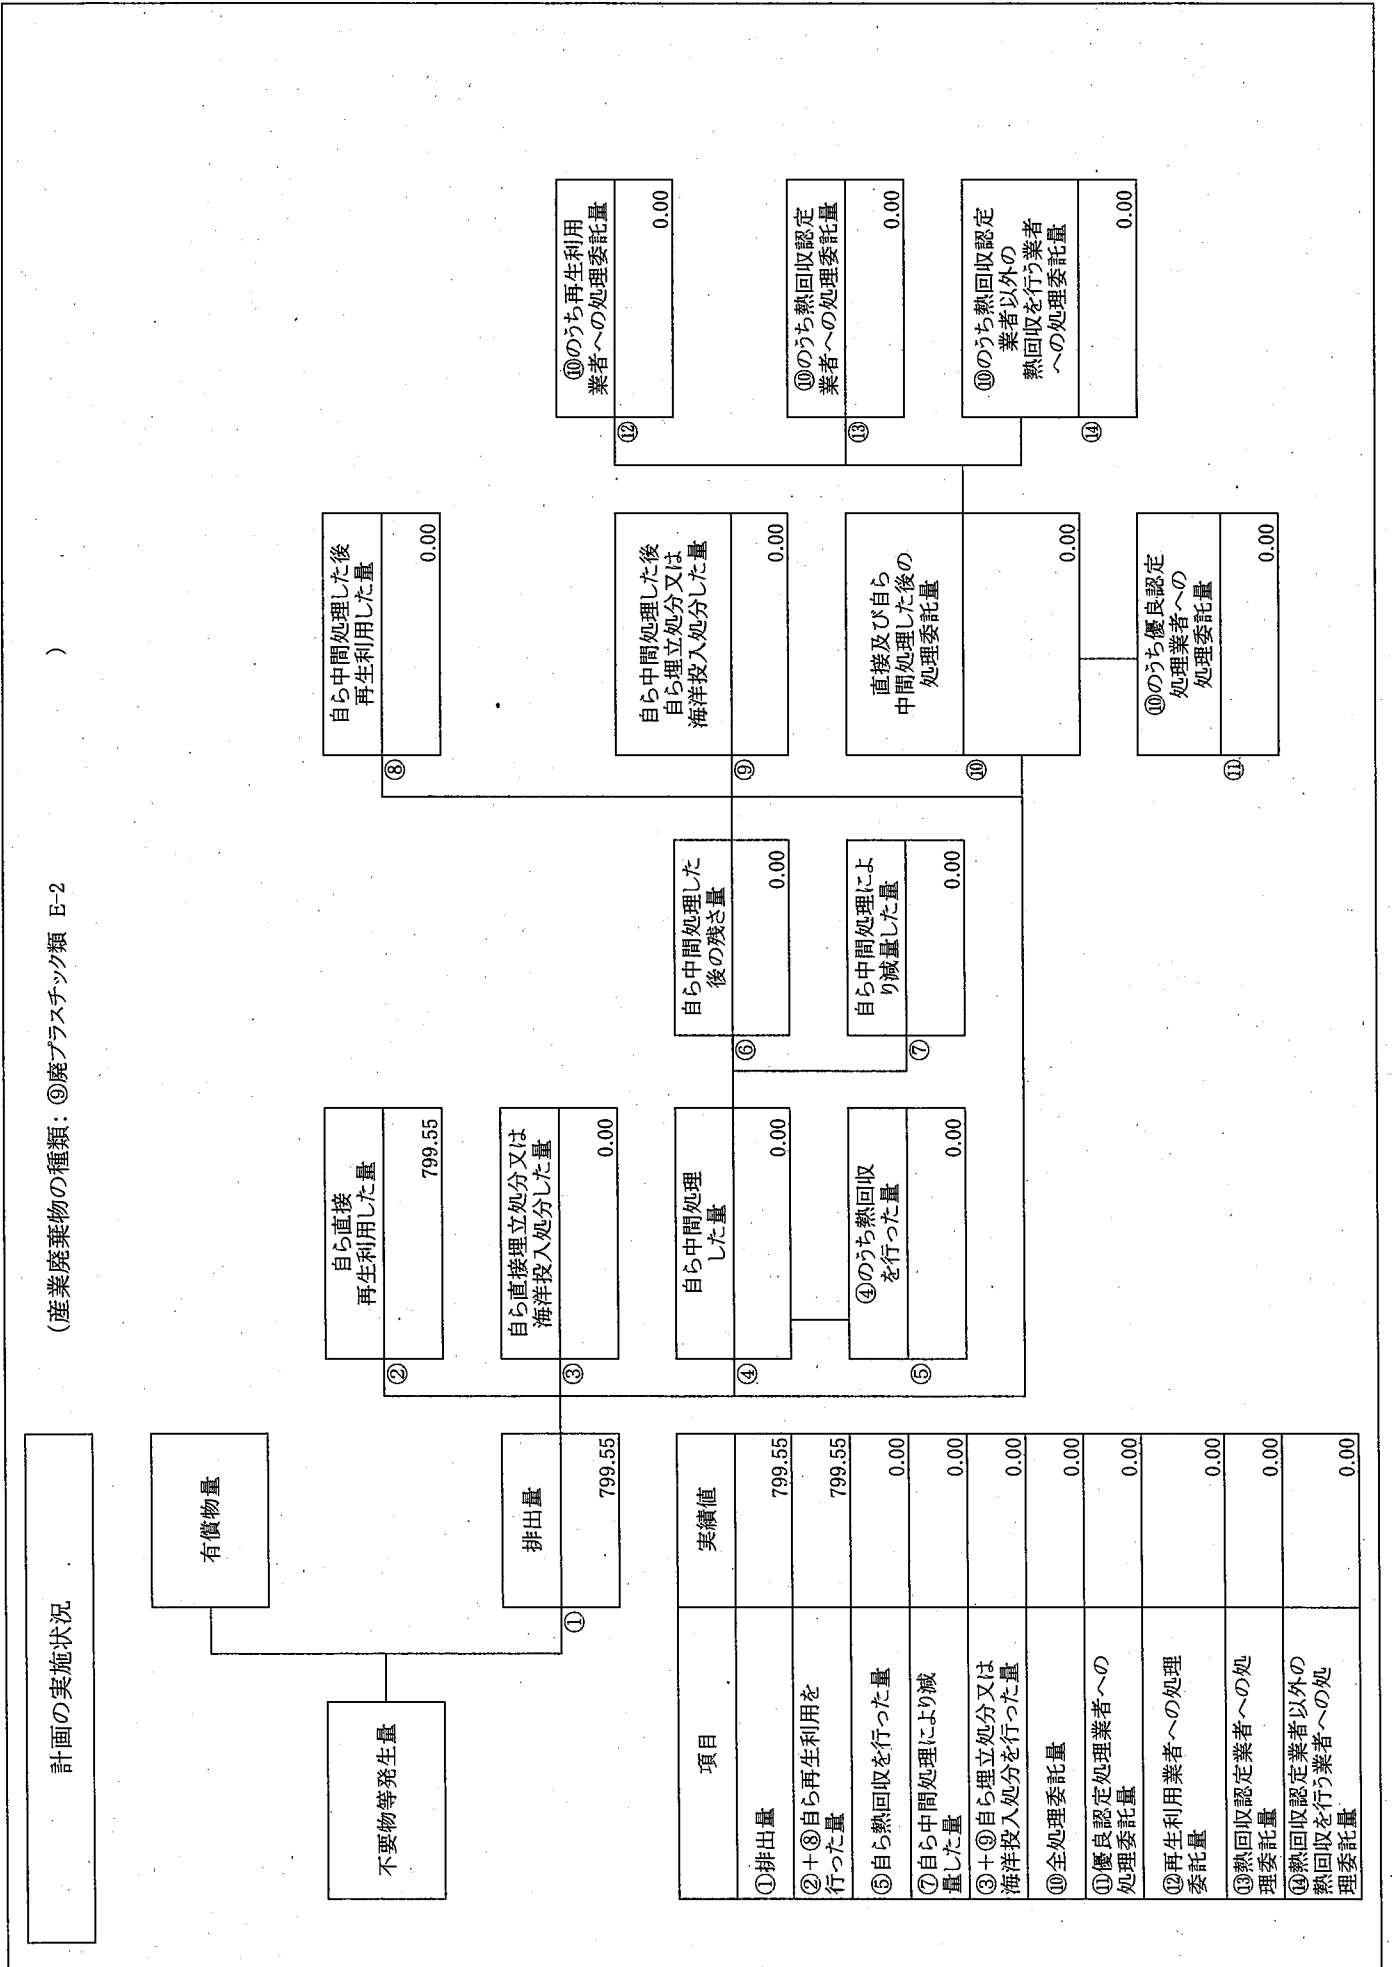 計画の実施状況
(産業廃棄物の種類：⑨廃プラスチック類 E-2 )
不要物等発生量
有償物量
排出量
①
799.55
自ら直接
再生利用した量
②
799.55
自ら直接埋立処分又は
海洋投入処分した量
③
0.00
自ら中間処理
した量
④
0.00
④のうち熱回収
を行った量
⑤
0.00
自ら中間処理した
後の残さ量
⑥
0.00
自ら中間処理によ
り減量した量
⑦
0.00
自ら中間処理した後
再生利用した量
⑧
0.00
自ら中間処理した後
自ら埋立処分又は
海洋投入処分した量
⑨
0.00
直接及び自ら
中間処理した後の
処理委託量
⑩
0.00
⑩のうち優良認定
処理業者への
処理委託量
⑪
0.00
⑩のうち再生利用
業者への処理委託量
⑫
0.00
⑩のうち熱回収認定
業者への処理委託量
⑬
0.00
⑩のうち熱回収認定
業者以外の
熱回収を行う業者
への処理委託量
⑭
0.00
項目 実績値
①排出量 799.55
②＋⑧自ら再生利用を
行った量 799.55
⑤自ら熱回収を行った量 0.00
⑦自ら中間処理により減
量した量 0.00
③＋⑨自ら埋立処分又は
海洋投入処分を行った量 0.00
⑩全処理委託量 0.00
⑪優良認定処理業者への
処理委託量 0.00
⑫再生利用業者への処理
委託量 0.00
⑬熱回収認定業者への処
理委託量 0.00
⑭熱回収認定業者以外の
熱回収を行う業者への処
理委託量 0.00